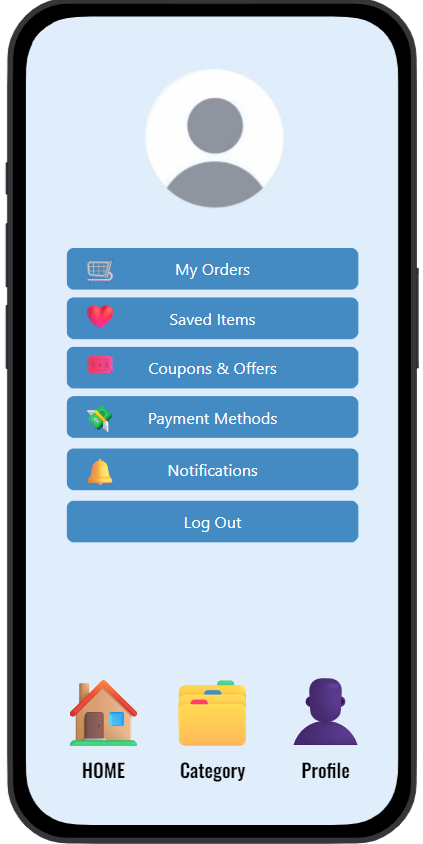 My Orders
Saved Items
Coupons & Offers
Payment Methods
Notifications
Log Out
HOME
Category
Profile